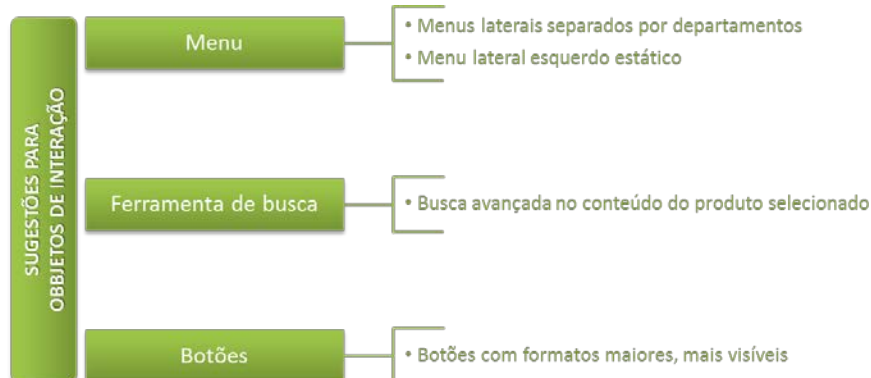 SUGESTÕES PARA
OBBJETOS DE INTERAÇÃO
Menu
• Menus laterais separados por departamentos
• Menu lateral esquerdo estático
Ferramenta de busca
• Busca avançada no conteúdo do produto selecionado
Botões
• Botões com formatos maiores, mais visíveis